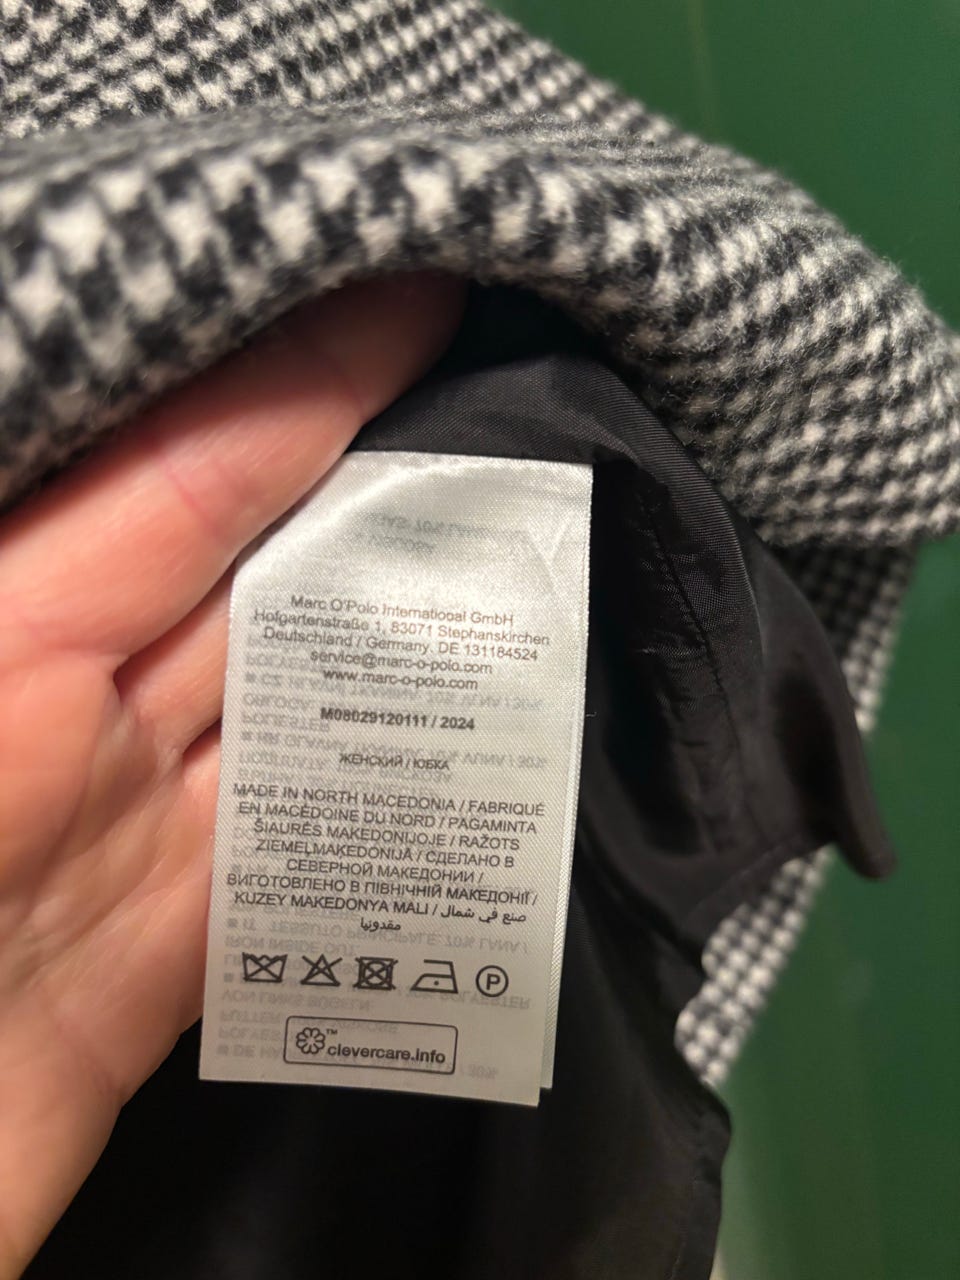 Marc O'Polo International GmbH
Hofgartenstraße 1, 83071 Stephanskirchen
Deutschland / Germany, DE 131184524
service@marc-o-polo.com
www.marc-o-polo.com
M08029120111 / 2024
ЖЕНСКИЙ / ЮБКА
MADE IN NORTH MACEDONIA / FABRIQUÉ
EN MACÉDOINE DU NORD / PAGAMINTA
ŠIAURĖS MAKEDONIJOJE / RAŽOTS
ZIEMEĻMAĶEDONIJĀ / СДЕЛАНО В
СЕВЕРНОЙ МАКЕДОНИИ /
ВИГОТОВЛЕНО В ПІВНІЧНІЙ МАКЕДОНІЇ /
KUZEY MAKEDONYA MALI / صنع في شمال
مقدونيا
P
™
clevercare.info